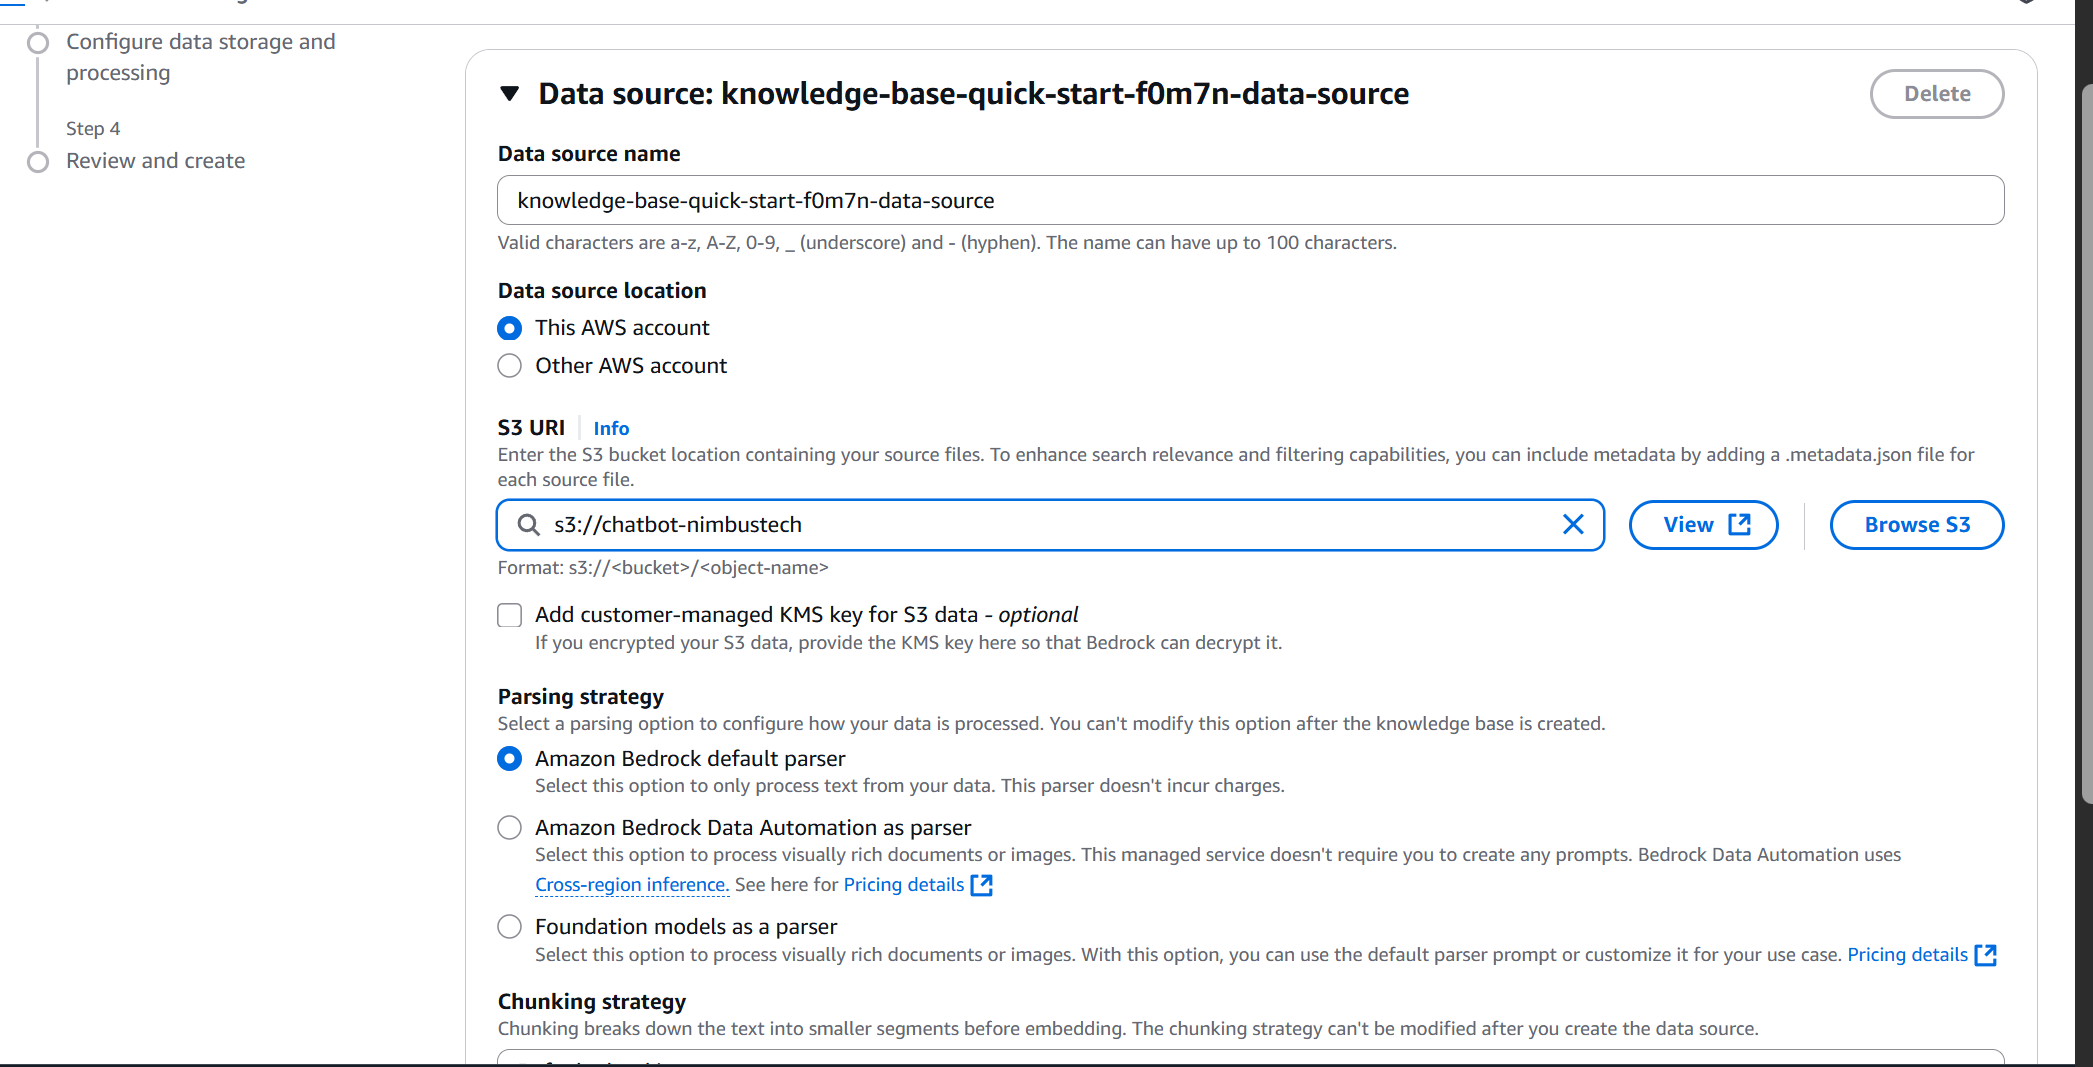 Configure data storage and
processing
Step 4
Review and create
Data source: knowledge-base-quick-start-f0m7n-data-source
Delete
Data source name
knowledge-base-quick-start-f0m7n-data-source
Valid characters are a-z, A-Z, 0-9, _ (underscore) and - (hyphen). The name can have up to 100 characters.
Data source location
This AWS account
Other AWS account
S3 URI Info
Enter the S3 bucket location containing your source files. To enhance search relevance and filtering capabilities, you can include metadata by adding a .metadata.json file for
each source file.
s3://chatbot-nimbustech
View
Browse S3
Format: s3://<bucket>/<object-name>
Add customer-managed KMS key for S3 data - optional
If you encrypted your S3 data, provide the KMS key here so that Bedrock can decrypt it.
Parsing strategy
Select a parsing option to configure how your data is processed. You can't modify this option after the knowledge base is created.
Amazon Bedrock default parser
Select this option to only process text from your data. This parser doesn't incur charges.
Amazon Bedrock Data Automation as parser
Select this option to process visually rich documents or images. This managed service doesn't require you to create any prompts. Bedrock Data Automation uses
Cross-region inference. See here for Pricing details
Foundation models as a parser
Select this option to process visually rich documents or images. With this option, you can use the default parser prompt or customize it for your use case. Pricing details
Chunking strategy
Chunking breaks down the text into smaller segments before embedding. The chunking strategy can't be modified after you create the data source.